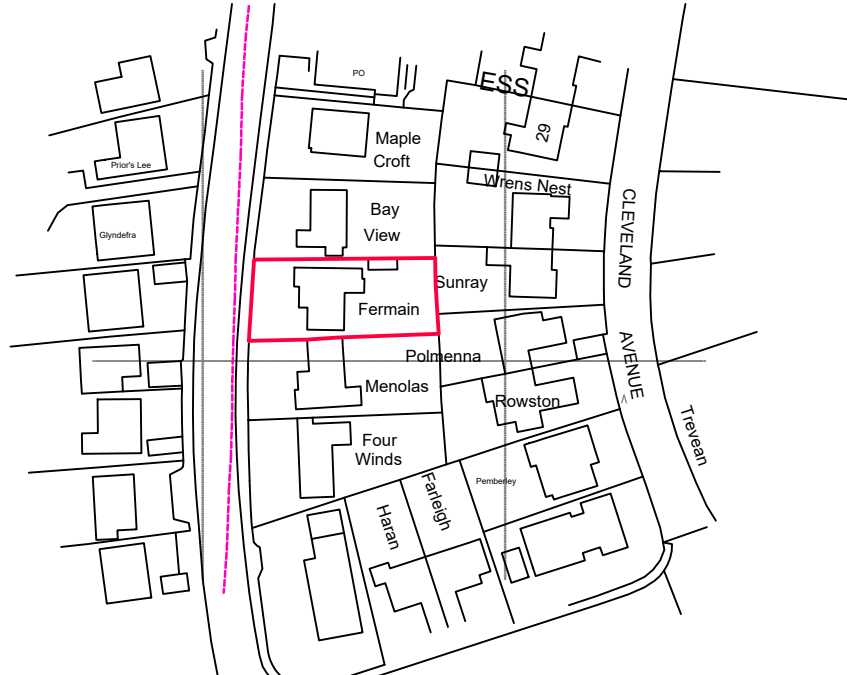 PO
ESS
29
Maple
Croft
Prior's Lee
Wrens Nest
Bay
View
Glyndefra
CLEVELAND
AVENUE
Sunray
Fermain
Polmenna
Menolas
Rowston
Trevean
Four
Winds
Pemberley
Farleigh
Haran